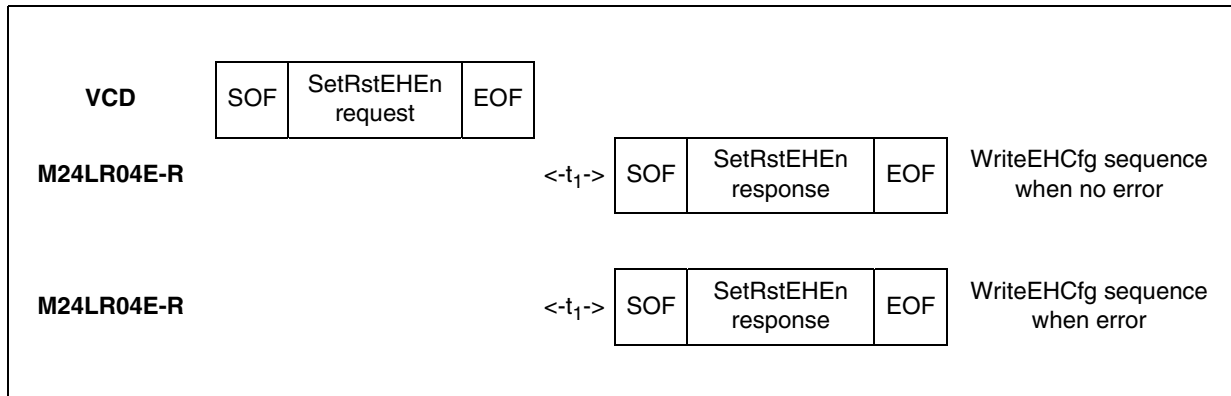 VCD
SOF
SetRstEHEn
request
EOF
M24LR04E-R
<-t1->
SOF
SetRstEHEn
response
EOF
WriteEHCfg sequence
when no error
M24LR04E-R
<-t1->
SOF
SetRstEHEn
response
EOF
WriteEHCfg sequence
when error